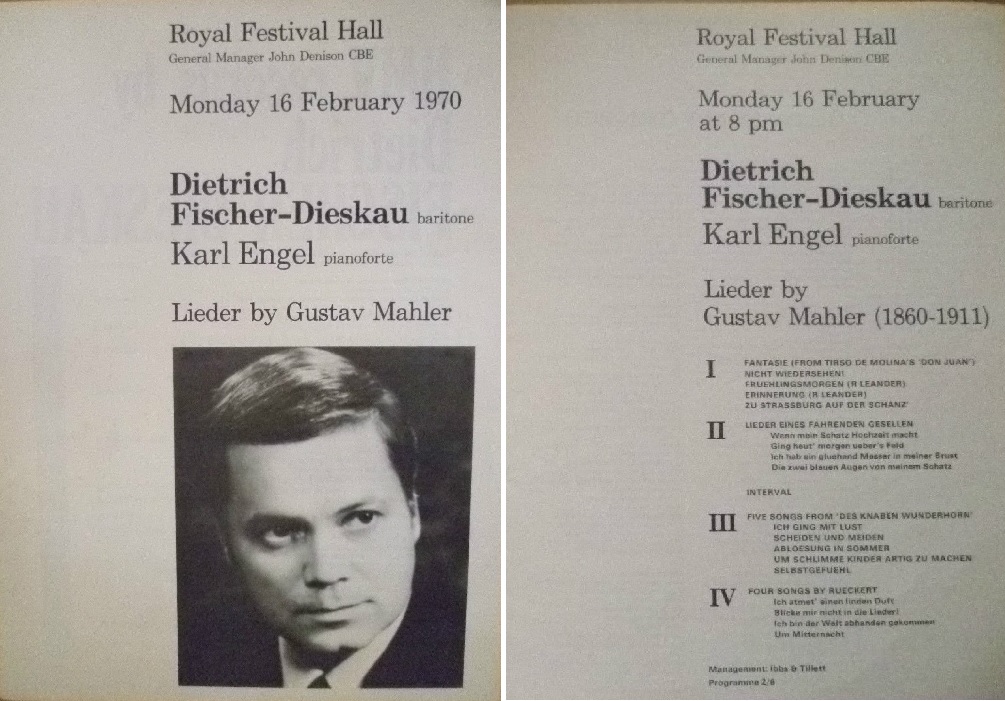 Royal Festival Hall
General Manager John Denison CBE
Monday 16 February 1970
Dietrich
Fischer-Dieskau baritone
Karl Engel pianoforte
Lieder by Gustav Mahler
Royal Festival Hall
General Manager John Denison CBE
Monday 16 February
at 8 pm
Dietrich
Fischer-Dieskau baritone
Karl Engel pianoforte
Lieder by
Gustav Mahler (1860-1911)
I FANTASIE (FROM TIRSO DE MOLINA'S 'DON JUAN')
NICHT WIEDERSEHEN!
FRUEHLINGSMORGEN (R LEANDER)
ERINNERUNG (R LEANDER)
ZU STRASSBURG AUF DER SCHANZ'
II LIEDER EINES FAHRENDEN GESELLEN
Wenn mein Schatz Hochzeit macht
Ging heut' morgen ueber's Feld
Ich hab ein gluehend Messer in meiner Brust
Die zwei blauen Augen von meinem Schatz
INTERVAL
III FIVE SONGS FROM 'DES KNABEN WUNDERHORN'
ICH GING MIT LUST
SCHEIDEN UND MEIDEN
ABLOESUNG IN SOMMER
UM SCHLIMME KINDER ARTIG ZU MACHEN
SELBSTGEFUEHL
IV FOUR SONGS BY RUECKERT
Ich atmet' einen linden Duft
Blicke mir nicht in die Lieder!
Ich bin der Welt abhanden gekommen
Um Mitternacht
Management: Ibbs & Tillett
Programme 2/6